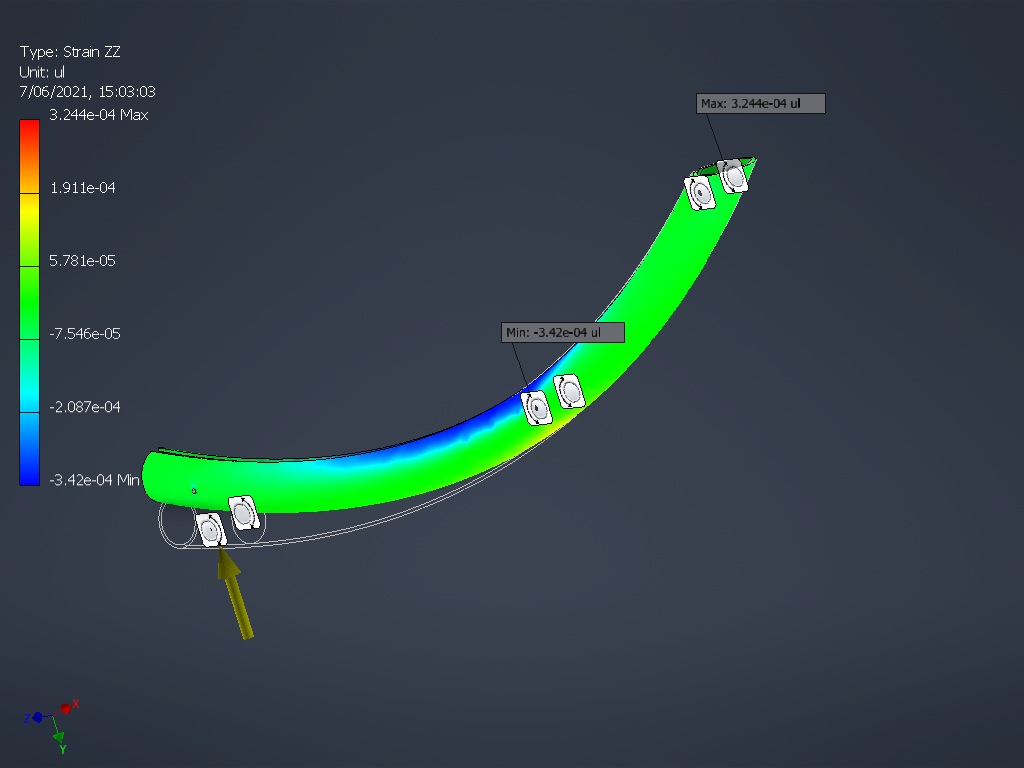 Type: Strain ZZ
Unit: ul
7/06/2021, 15:03:03
3.244e-04 Max
1.911e-04
5.781e-05
-7.546e-05
-2.087e-04
-3.42e-04 Min
Max: 3.244e-04 ul
Min: -3.42e-04 ul
Z
X
Y